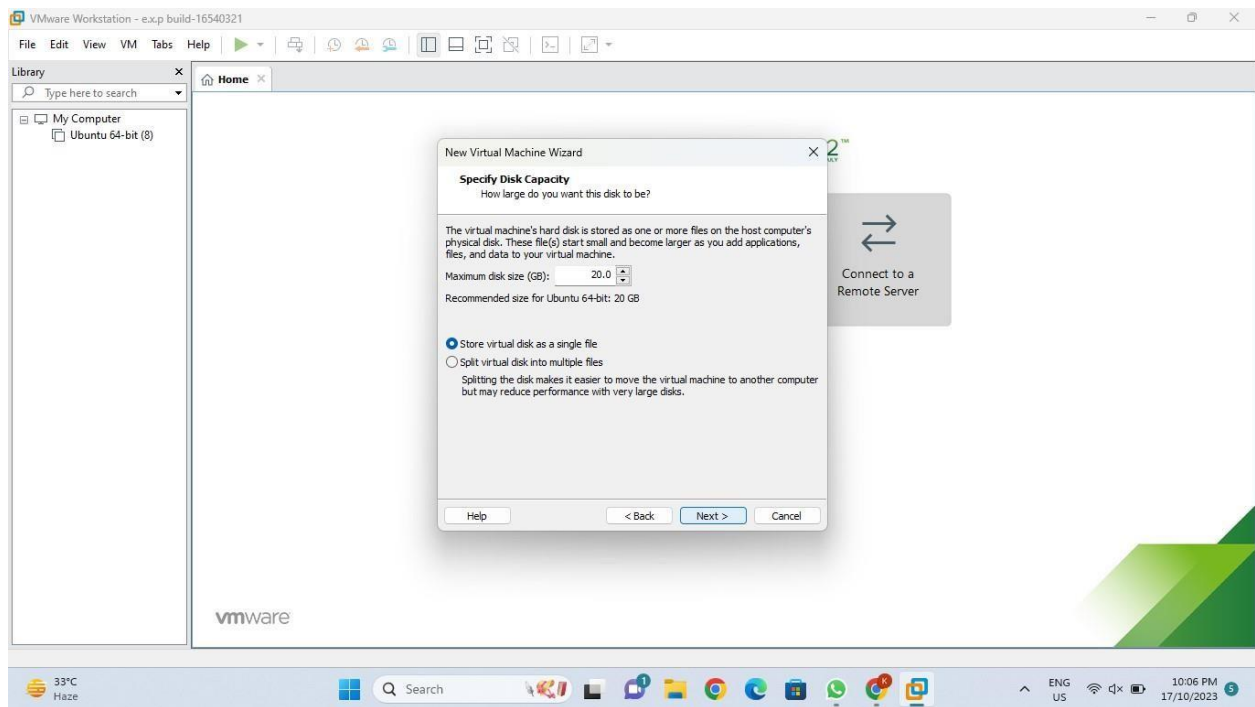 VMware Workstation - e.x.p build-16540321
File Edit View VM Tabs Help
Library
Type here to search
My Computer
Ubuntu 64-bit (8)
Home
2™
New Virtual Machine Wizard
Specify Disk Capacity
How large do you want this disk to be?
The virtual machine's hard disk is stored as one or more files on the host computer's
physical disk. These file(s) start small and become larger as you add applications,
files, and data to your virtual machine.
Maximum disk size (GB): 20.0
Recommended size for Ubuntu 64-bit: 20 GB
Store virtual disk as a single file
Split virtual disk into multiple files
Splitting the disk makes it easier to move the virtual machine to another computer
but may reduce performance with very large disks.
Help < Back Next > Cancel
Connect to a
Remote Server
vmware
33°C
Haze
Search
1
K
ENG
US
10:06 PM
17/10/2023
5